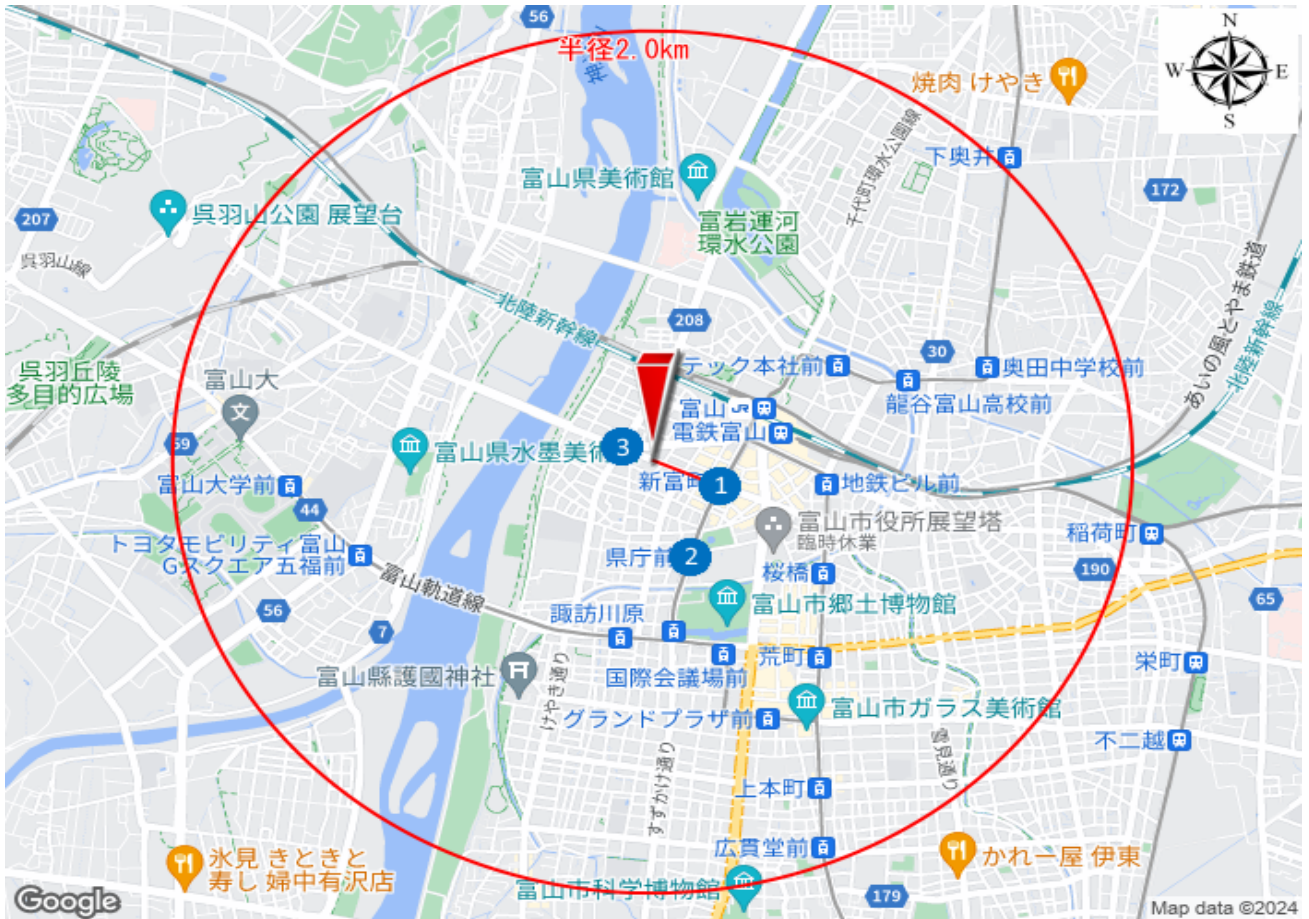 56
半径2.0km
N
W
E
S
焼肉 けやき
千代町環水公園線
下奥井
富山県美術館
172
207
呉羽山公園 展望台
富岩運河
環水公園
呉羽山線
北陸新幹線
208
30
あいの風とやま鉄道
北陸新幹線
呉羽丘陵
多目的広場
富山大
テック本社前
奥田中学校前
龍谷富山高校前
富山
電鉄富山
59
富山県水墨美術
3
富山大学前
新富町
1
地鉄ビル前
44
富山市役所展望塔
臨時休業
稲荷町
トヨタモビリティ富山
Gスクエア五福前
県庁前
2
桜橋
190
富山軌道線
56
7
諏訪川原
富山市郷土博物館
65
富山縣護國神社
けやき通り
国際会議場前
荒町
栄町
グランドプラザ前
富山市ガラス美術館
不二越
雪見通り
すずかけ通り
上本町
広貫堂前
氷見 きときと
寿し 婦中有沢店
かれー屋 伊東
富山市科学博物館
179
Google
Map data ©2024